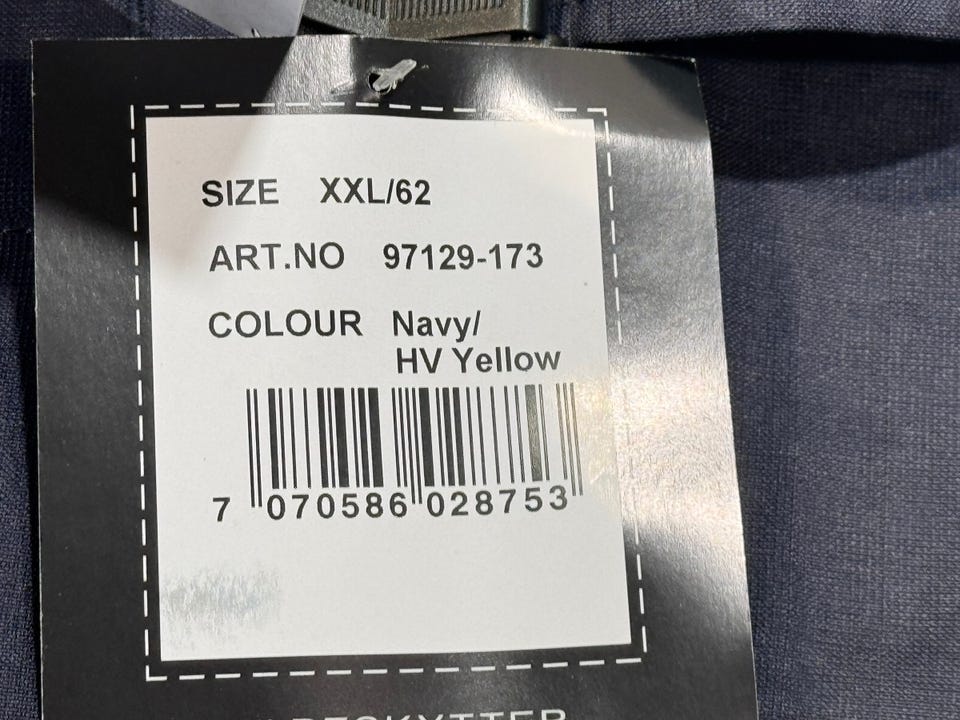 SIZE XXL/62
ART.NO 97129-173
COLOUR Navy/
HV Yellow
7 070586 028753